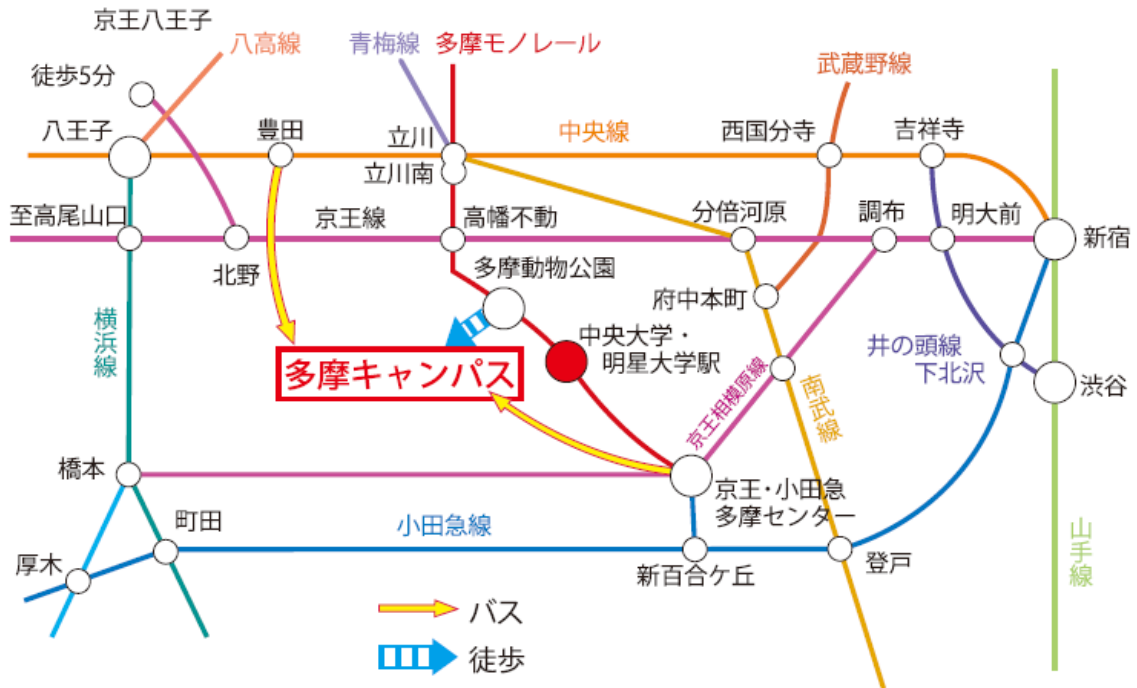 京王八王子
八高線
青梅線
多摩モノレール
武蔵野線
徒歩5分
八王子
豊田
立川
中央線
西国分寺
吉祥寺
立川南
至高尾山口
京王線
高幡不動
分倍河原
調布
明大前
新宿
北野
多摩動物公園
府中本町
横浜線
中央大学・
明星大学駅
井の頭線
下北沢
多摩キャンパス
渋谷
京王相模原線
南武線
橋本
京王・小田急
多摩センター
町田
小田急線
山手線
厚木
新百合ケ丘
登戸
バス
徒歩